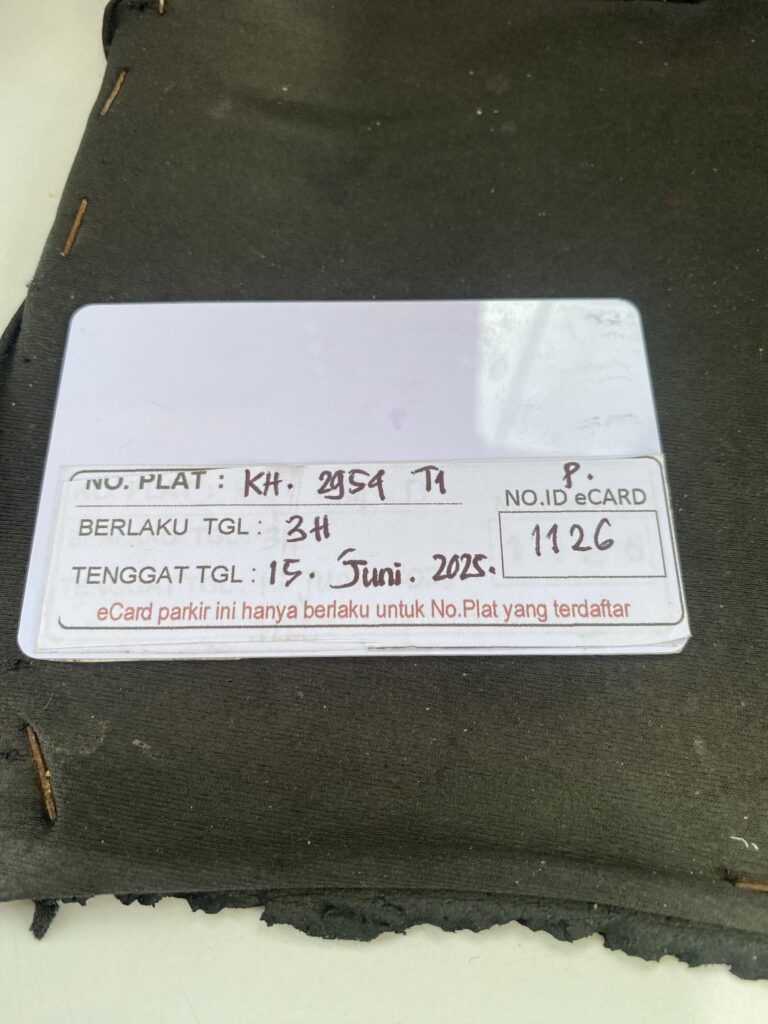 NO. PLAT : KH. 2954 TY
P.
NO.ID eCARD
BERLAKU TGL : 3H
1126
TENGGAT TGL : 15. Juni. 2025.
eCard parkir ini hanya berlaku untuk No.Plat yang terdaftar